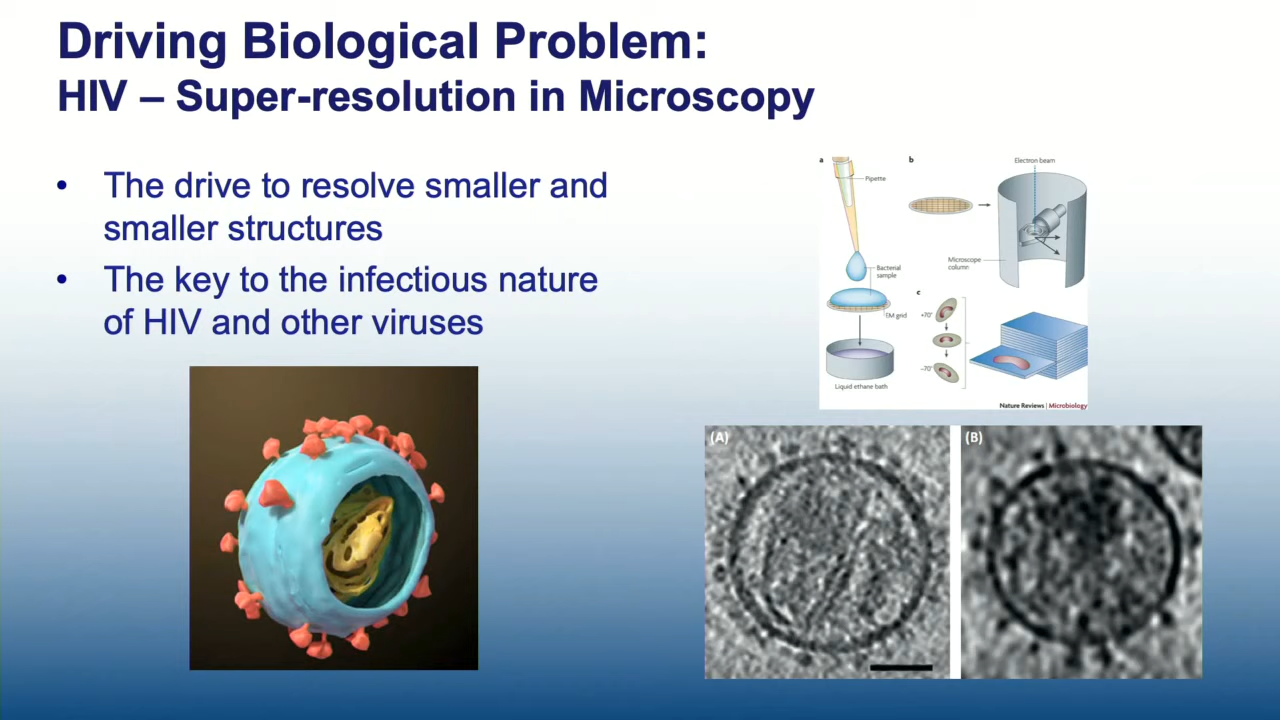 Driving Biological Problem:
HIV – Super-resolution in Microscopy
• The drive to resolve smaller and
smaller structures
• The key to the infectious nature
of HIV and other viruses
a
Pipette
Bacterial
sample
EM grid
Liquid ethane bath
b
Electron beam
Microscope
column
c
+70°
−70°
Nature Reviews | Microbiology
(A)
(B)